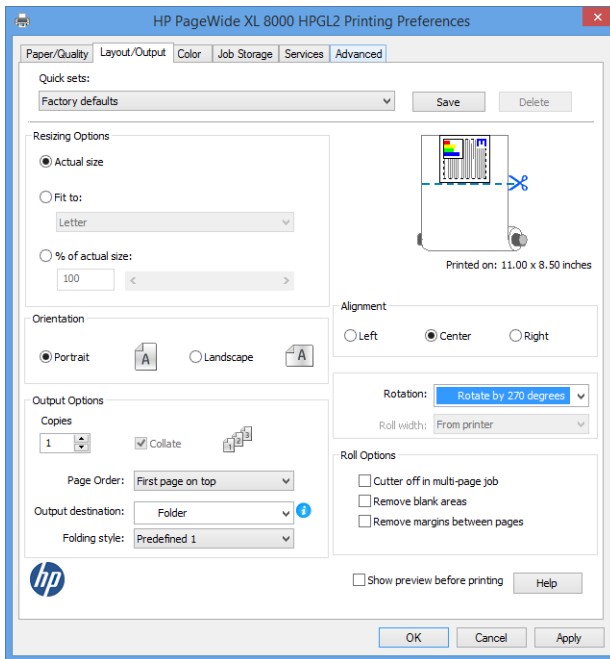 HP PageWide XL 8000 HPGL2 Printing Preferences
Paper/Quality Layout/Output Color Job Storage Services Advanced
Quick sets:
Factory defaults Save Delete
Resizing Options
Actual size
Fit to:
Letter
% of actual size:
100
Printed on: 11.00 x 8.50 inches
Orientation
Portrait A Landscape A
Alignment
Left Center Right
Rotation: Rotate by 270 degrees
Roll width: From printer
Output Options
Copies
1 Collate 1 2 3
Page Order: First page on top
Output destination: Folder i
Folding style: Predefined 1
Roll Options
Cutter off in multi-page job
Remove blank areas
Remove margins between pages
hp
Show preview before printing Help
OK Cancel Apply